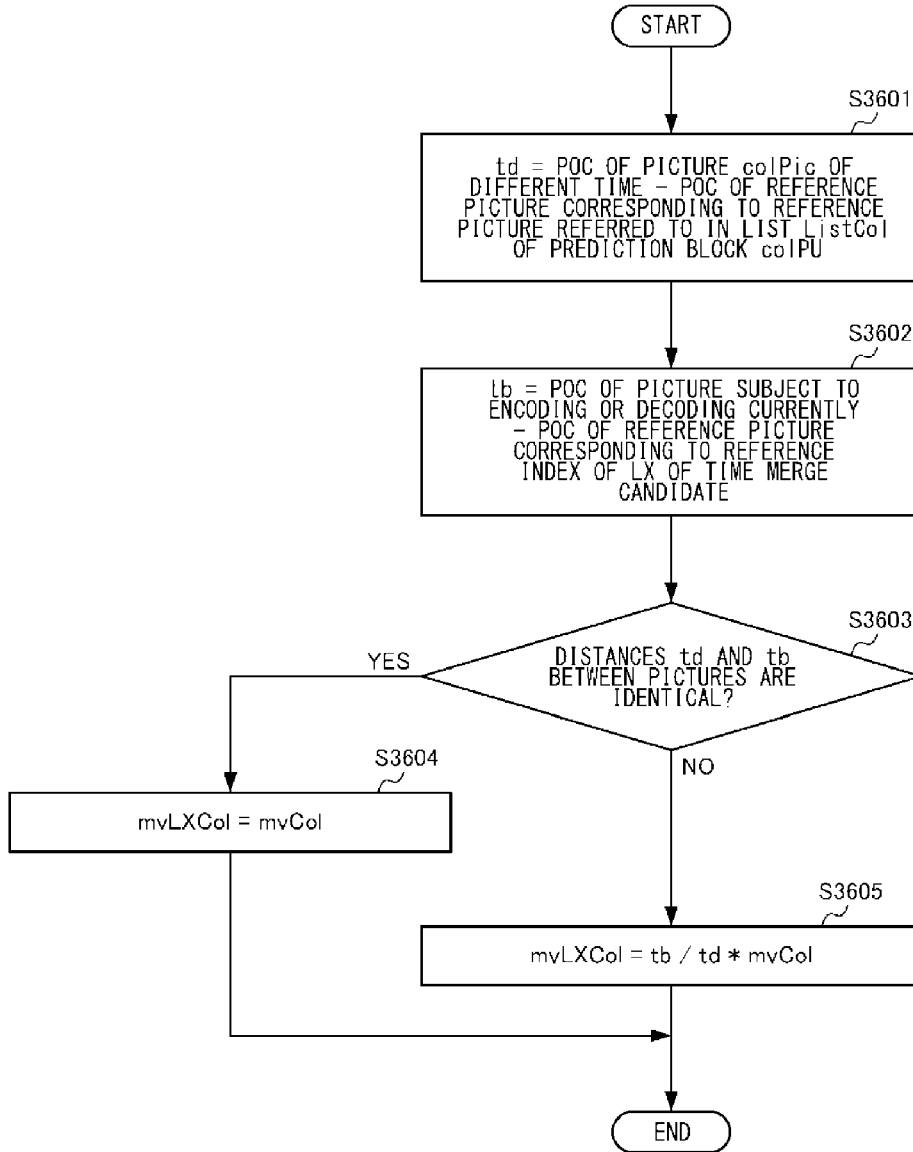 START
S3601
td = POC OF PICTURE colPic OF
DIFFERENT TIME - POC OF REFERENCE
PICTURE CORRESPONDING TO REFERENCE
PICTURE REFERRED TO IN LIST ListCol
OF PREDICTION BLOCK colPU
S3602
tb = POC OF PICTURE SUBJECT TO
ENCODING OR DECODING CURRENTLY
- POC OF REFERENCE PICTURE
CORRESPONDING TO REFERENCE
INDEX OF LX OF TIME MERGE
CANDIDATE
S3603
DISTANCES td AND tb
BETWEEN PICTURES ARE
IDENTICAL?
YES
NO
S3604
mvLXCol = mvCol
S3605
mvLXCol = tb / td * mvCol
END